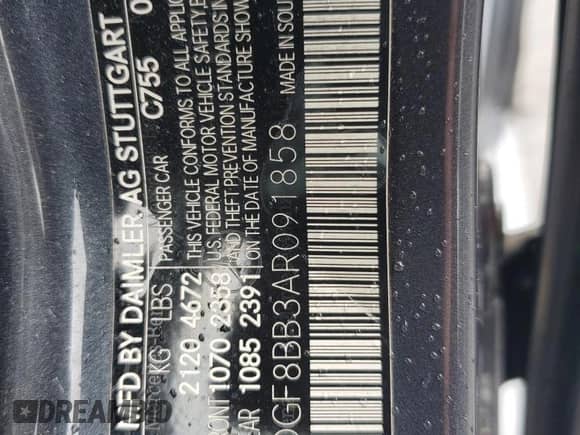 MFD BY DAIMLER AG STUTTGART
C755
KG LBS PASSENGER CAR
2120 4672
1070 2358
1085 2391
THIS VEHICLE CONFORMS TO ALL
U.S. FEDERAL MOTOR VEHICLE SAFETY
AND THEFT PREVENTION STANDARDS IN
ON THE DATE OF MANUFACTURE SHOW
GF8BB3AR091858
MADE IN SOU
DREAMBID